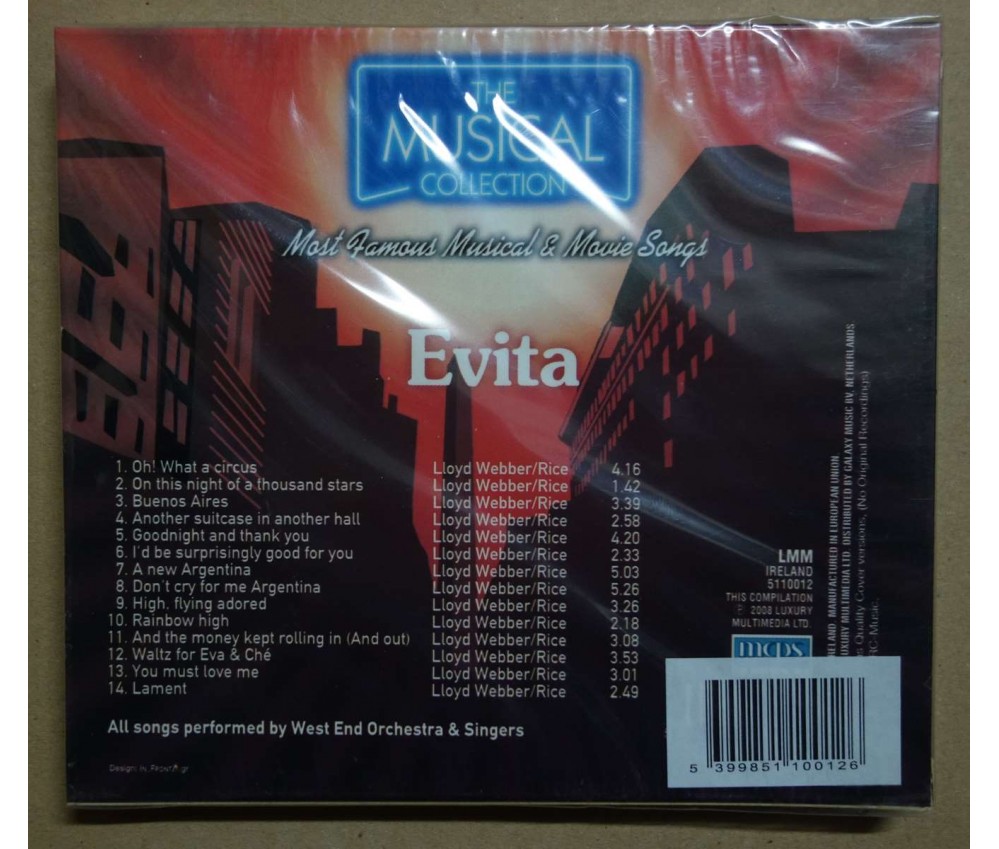 THE
MUSICAL
COLLECTION
Most Famous Musical & Movie Songs
Evita
1. Oh! What a circus Lloyd Webber/Rice 4.16
2. On this night of a thousand stars Lloyd Webber/Rice 1.42
3. Buenos Aires Lloyd Webber/Rice 3.39
4. Another suitcase in another hall Lloyd Webber/Rice 2.58
5. Goodnight and thank you Lloyd Webber/Rice 4.20
6. I'd be surprisingly good for you Lloyd Webber/Rice 2.33
7. A new Argentina Lloyd Webber/Rice 5.03
8. Don't cry for me Argentina Lloyd Webber/Rice 5.26
9. High, flying adored Lloyd Webber/Rice 3.26
10. Rainbow high Lloyd Webber/Rice 2.18
11. And the money kept rolling in (And out) Lloyd Webber/Rice 3.08
12. Waltz for Eva & Ché Lloyd Webber/Rice 3.53
13. You must love me Lloyd Webber/Rice 3.01
14. Lament Lloyd Webber/Rice 2.49
All songs performed by West End Orchestra & Singers
Design: IN_FRONT.gr
LMM
IRELAND
5110012
THIS COMPILATION
℗ 2008 LUXURY
MULTIMEDIA LTD.
mcps
MANUFACTURED IN EUROPEAN UNION
LUXURY MULTIMEDIA LTD. DISTRIBUTED BY GALAXY MUSIC BV, NETHERLANDS
Quality Cover versions, (No Original Recordings)
5 399851 100126